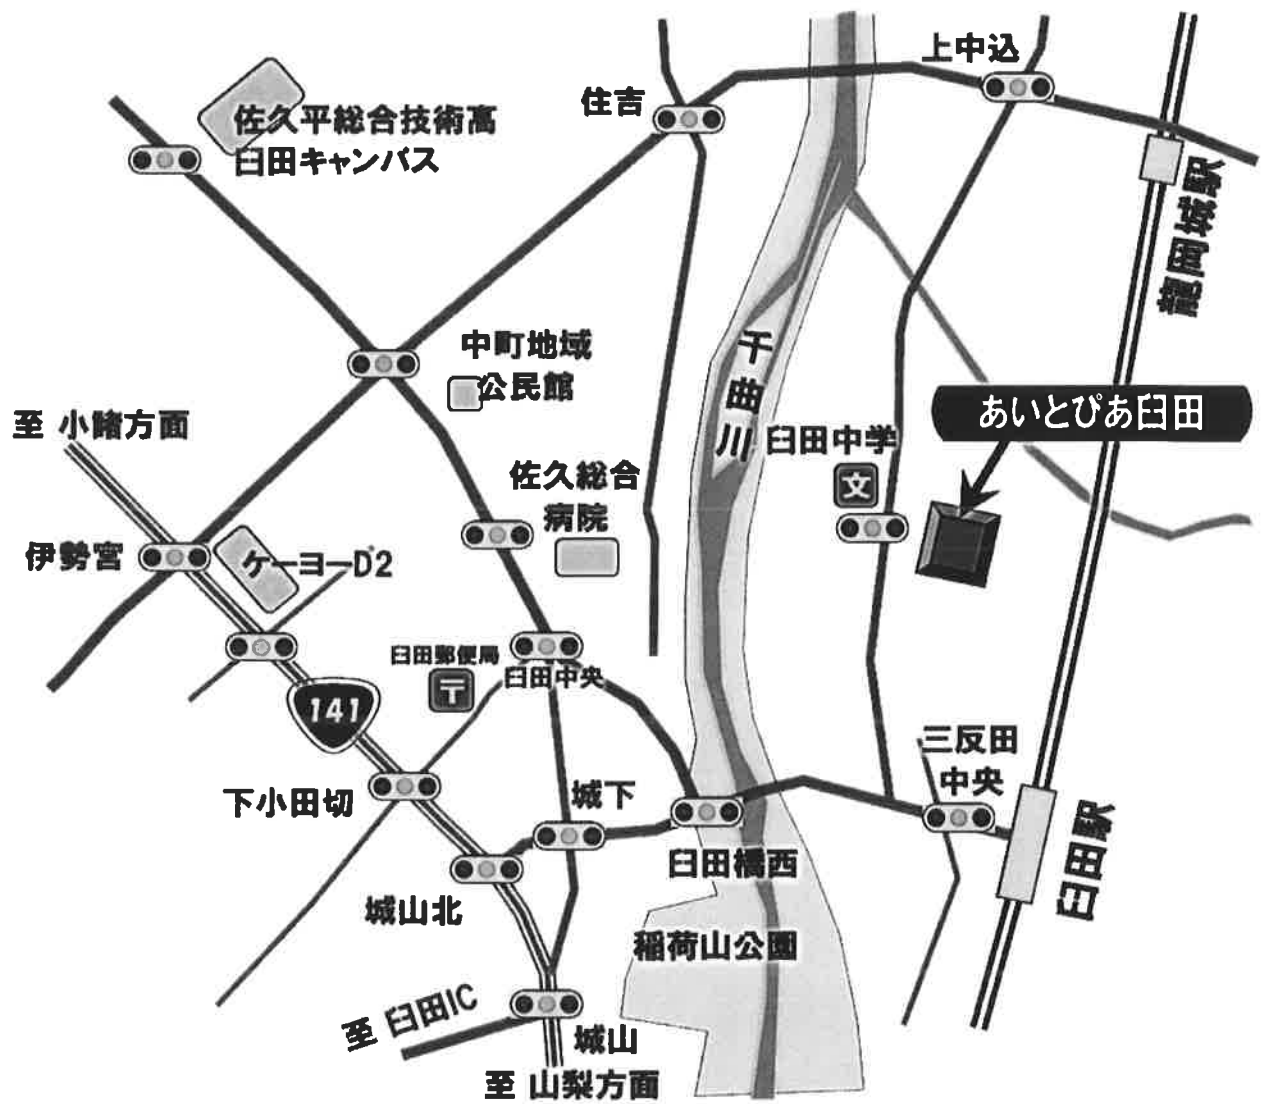 上中込
住吉
佐久平総合技術高
臼田キャンパス
龍岡城駅
中町地域
公民館
千曲川
至 小諸方面
あいとぴあ臼田
臼田中学
文
佐久総合
病院
伊勢宮
ケーヨーD2
臼田郵便局
〒
臼田中央
141
三反田
中央
下小田切
城下
臼田駅
臼田橋西
城山北
稲荷山公園
至 臼田IC
城山
至 山梨方面